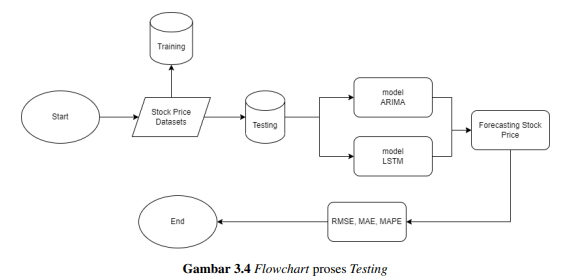 Training
Start
Stock Price
Datasets
Testing
model
ARIMA
model
LSTM
Forecasting Stock
Price
RMSE, MAE, MAPE
End
Gambar 3.4 Flowchart proses Testing